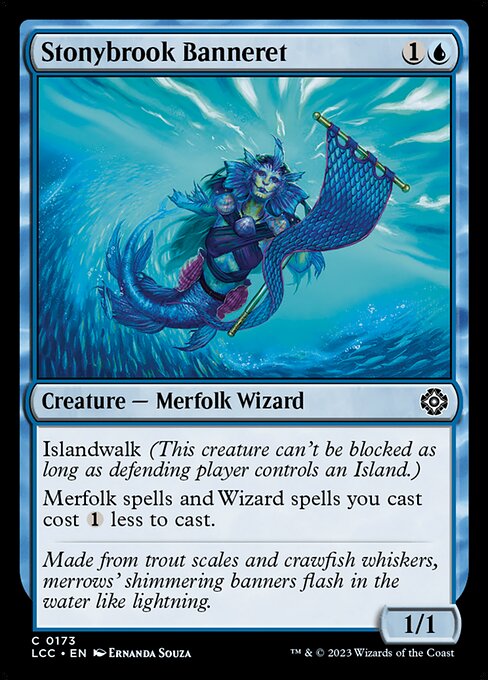 Stonybrook Banneret 1
Creature — Merfolk Wizard
Islandwalk (This creature can't be blocked as
long as defending player controls an Island.)
Merfolk spells and Wizard spells you cast
cost 1 less to cast.
Made from trout scales and crawfish whiskers,
merrows' shimmering banners flash in the
water like lightning.
1/1
C 0173
LCC • EN Ernanda Souza
™ & © 2023 Wizards of the Coast